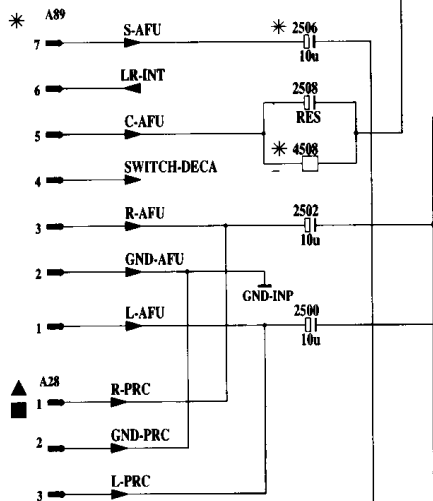 A89
7 S-AFU 2506
10u
6 LR-INT
2508
RES
5 C-AFU
4508
4 SWITCH-DECA
3 R-AFU 2502
10u
2 GND-AFU
GND-INP
1 L-AFU 2500
10u
A28
1 R-PRC
2 GND-PRC
3 L-PRC